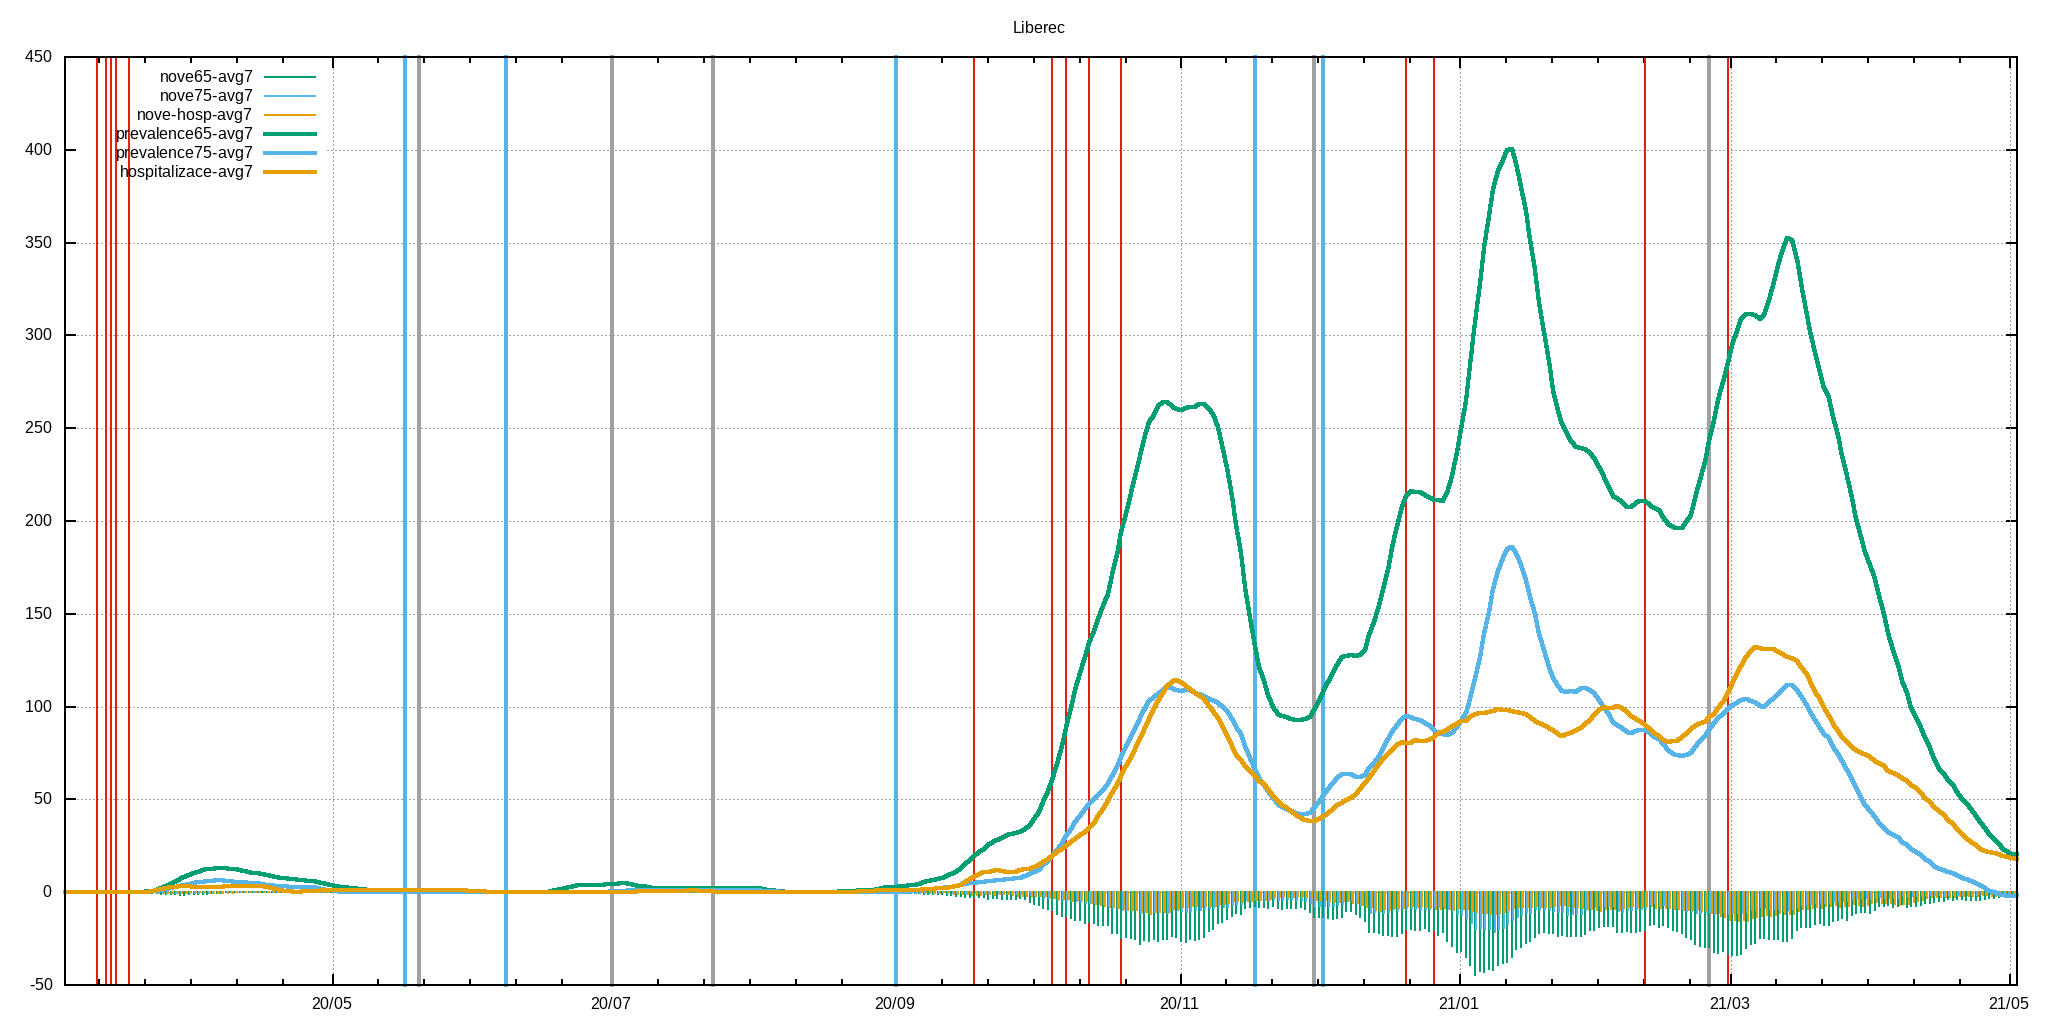 Liberec
450
400
350
300
250
200
150
100
50
0
-50
nove65-avg7
nove75-avg7
nove-hosp-avg7
prevalence65-avg7
prevalence75-avg7
hospitalizace-avg7
20/05
20/07
20/09
20/11
21/01
21/03
21/05